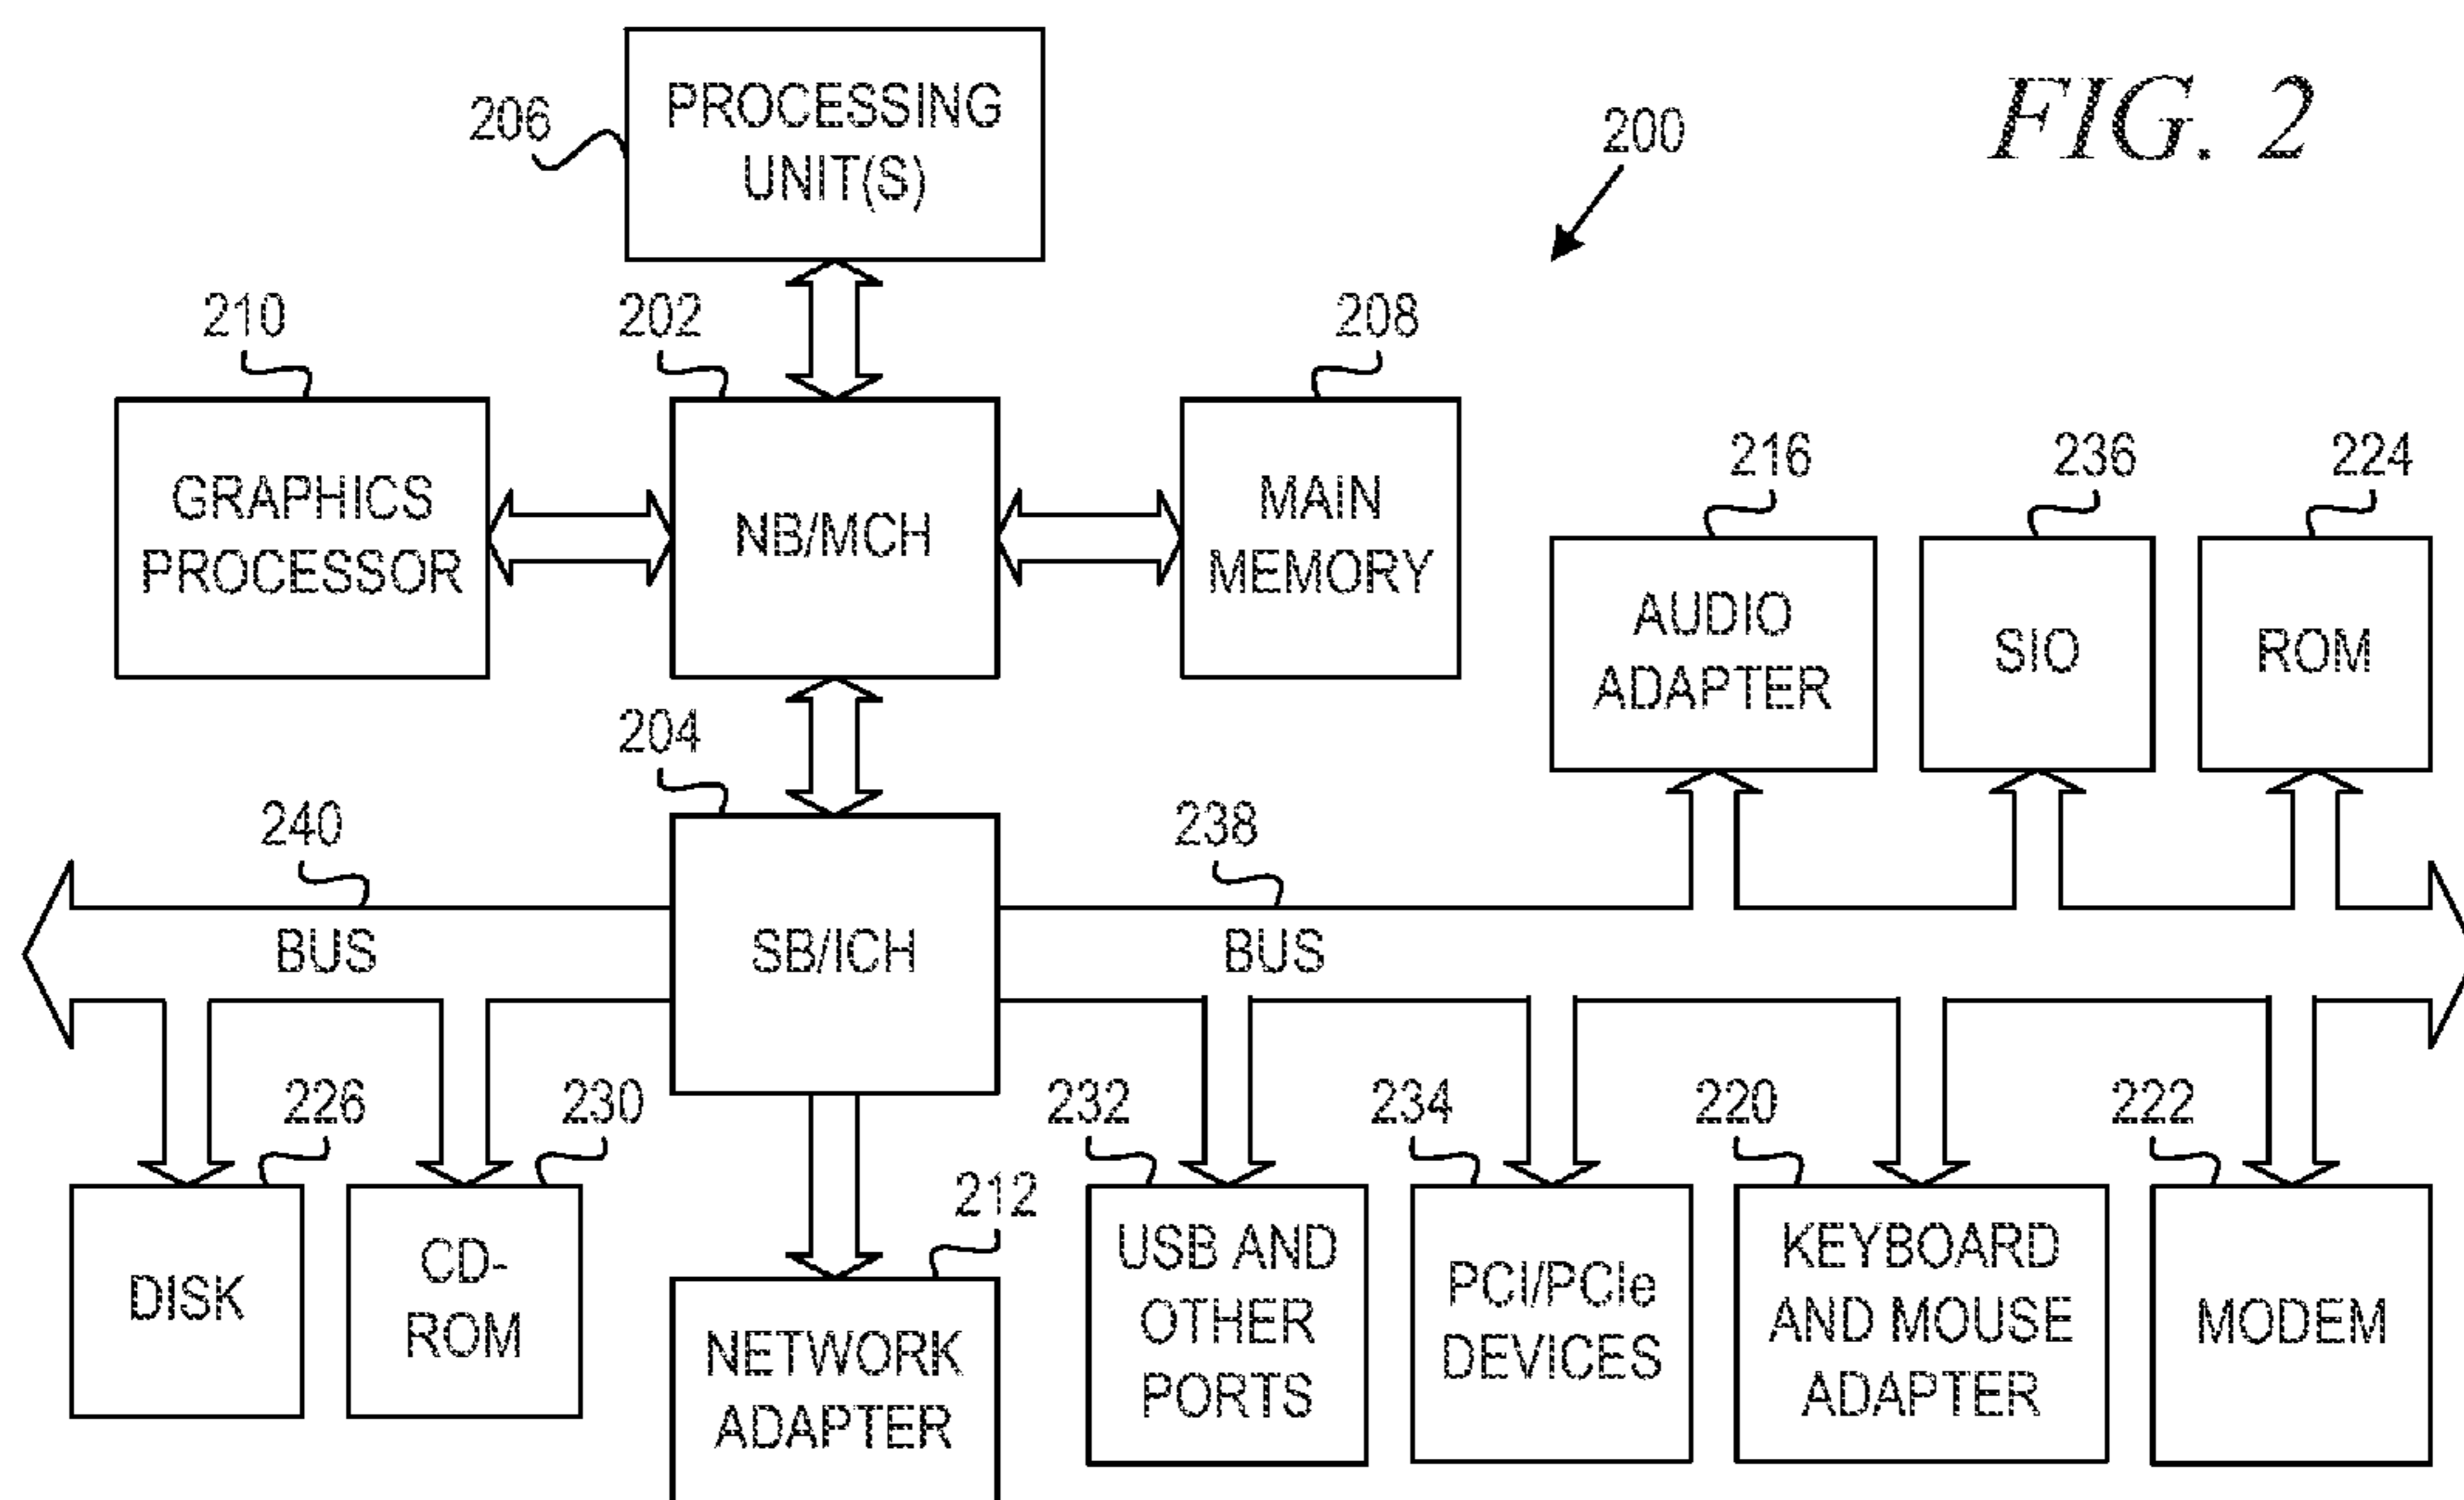 FIG. 2
200
206
PROCESSING
UNIT(S)
210
202
208
GRAPHICS
PROCESSOR
NB/MCH
MAIN
MEMORY
216
236
224
AUDIO
ADAPTER
SIO
ROM
204
240
238
BUS
SB/ICH
BUS
226
230
212
232
234
220
222
DISK
CD-
ROM
NETWORK
ADAPTER
USB AND
OTHER
PORTS
PCI/PCIe
DEVICES
KEYBOARD
AND MOUSE
ADAPTER
MODEM